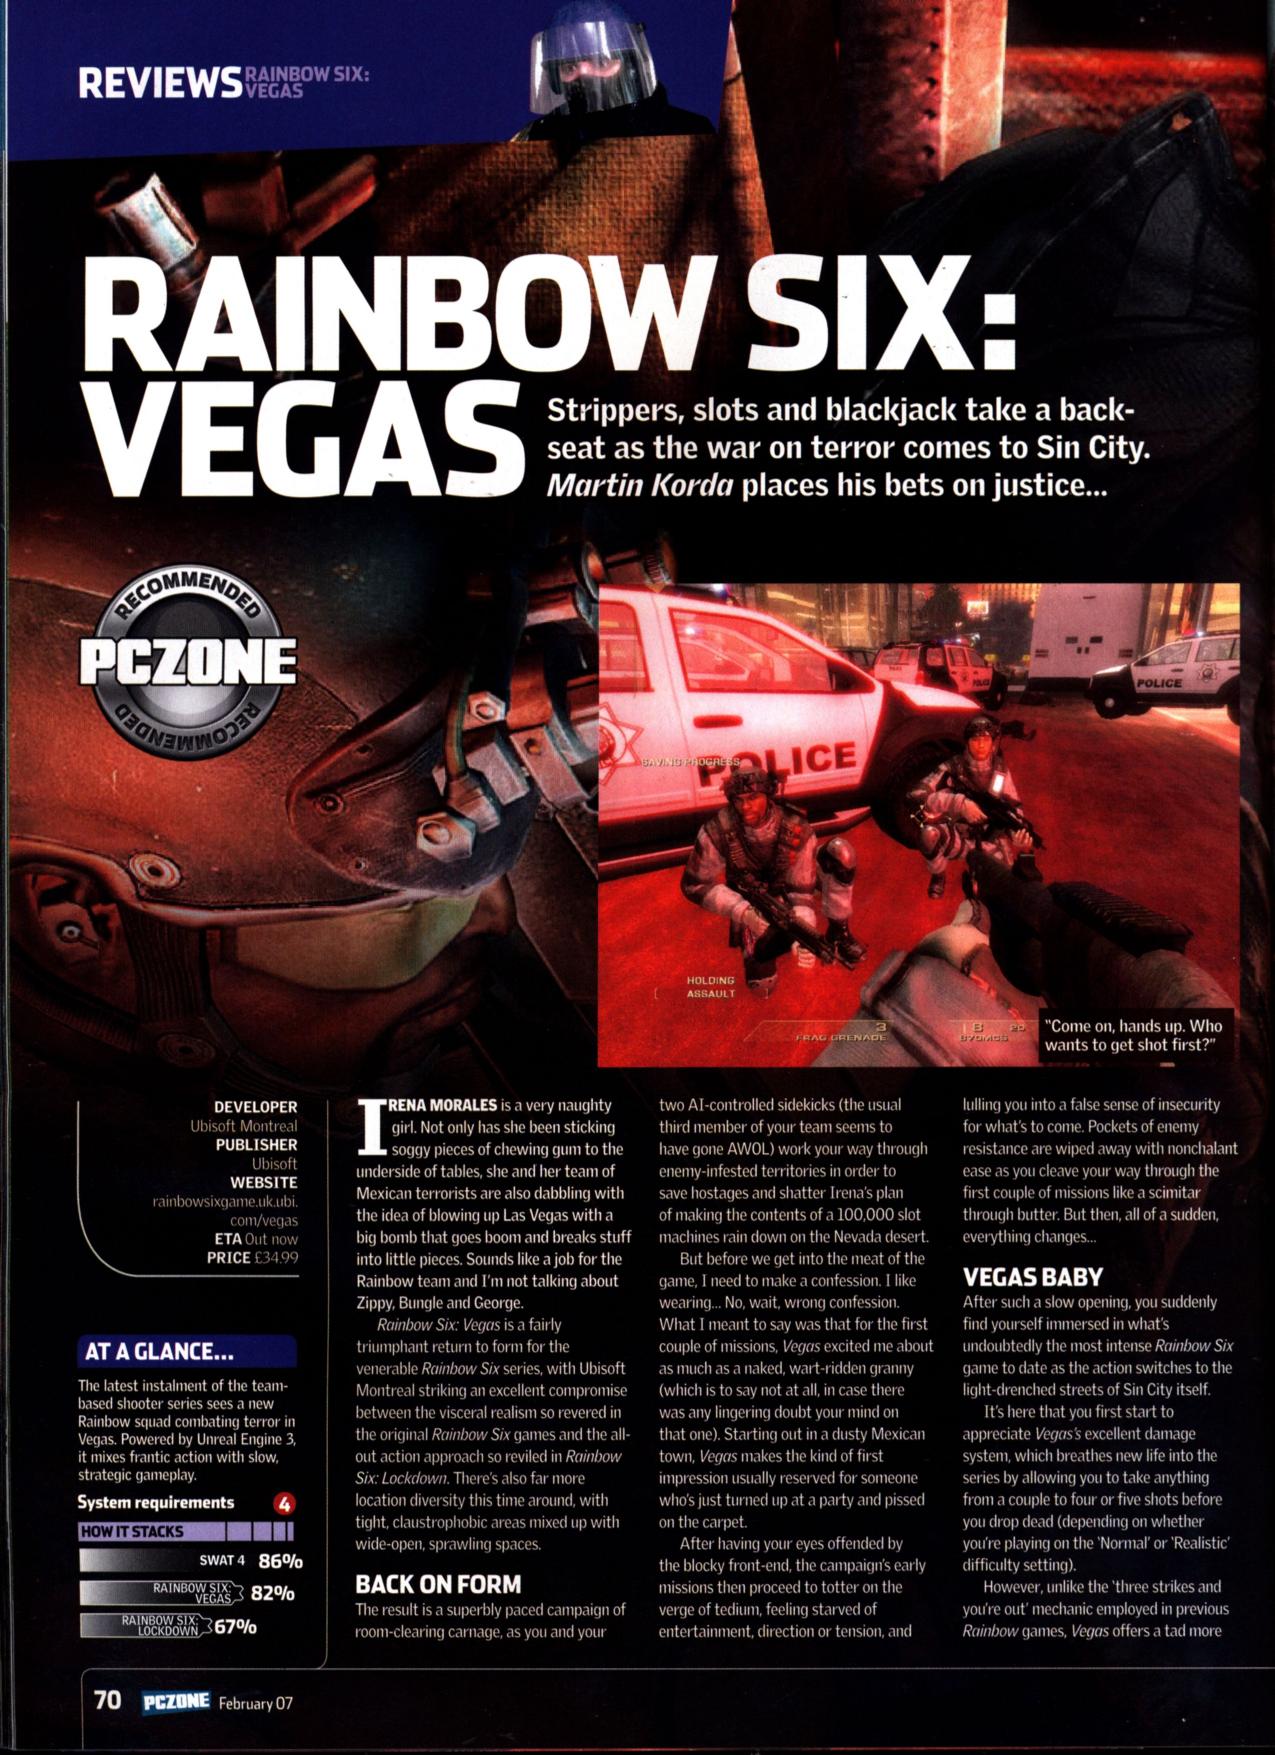 REVIEWS RAINBOW SIX:
VEGAS
RAINBOW SIX:
VEGAS
Strippers, slots and blackjack take a back-
seat as the war on terror comes to Sin City.
Martin Korda places his bets on justice...
RECOMMENDED
PCZONE
RECOMMENDED
POLICE
POLICE
SAVING PROGRESS
POLICE
HOLDING
ASSAULT
3
FRAG GRENADE
"Come on, hands up. Who
wants to get shot first?"
DEVELOPER
Ubisoft Montreal
PUBLISHER
Ubisoft
WEBSITE
rainbowsixgame.uk.ubi.
com/vegas
ETA Out now
PRICE £34.99
AT A GLANCE...
The latest instalment of the team-
based shooter series sees a new
Rainbow squad combating terror in
Vegas. Powered by Unreal Engine 3,
it mixes frantic action with slow,
strategic gameplay.
System requirements 4
HOW IT STACKS
SWAT 4 86%
RAINBOW SIX:
VEGAS 82%
RAINBOW SIX:
LOCKDOWN 67%
IRENA MORALES is a very naughty
girl. Not only has she been sticking
soggy pieces of chewing gum to the
underside of tables, she and her team of
Mexican terrorists are also dabbling with
the idea of blowing up Las Vegas with a
big bomb that goes boom and breaks stuff
into little pieces. Sounds like a job for the
Rainbow team and I'm not talking about
Zippy, Bungle and George.
Rainbow Six: Vegas is a fairly
triumphant return to form for the
venerable Rainbow Six series, with Ubisoft
Montreal striking an excellent compromise
between the visceral realism so revered in
the original Rainbow Six games and the all-
out action approach so reviled in Rainbow
Six: Lockdown. There's also far more
location diversity this time around, with
tight, claustrophobic areas mixed up with
wide-open, sprawling spaces.
BACK ON FORM
The result is a superbly paced campaign of
room-clearing carnage, as you and your
two AI-controlled sidekicks (the usual
third member of your team seems to
have gone AWOL) work your way through
enemy-infested territories in order to
save hostages and shatter Irena's plan
of making the contents of a 100,000 slot
machines rain down on the Nevada desert.
But before we get into the meat of the
game, I need to make a confession. I like
wearing... No, wait, wrong confession.
What I meant to say was that for the first
couple of missions, Vegas excited me about
as much as a naked, wart-ridden granny
(which is to say not at all, in case there
was any lingering doubt your mind on
that one). Starting out in a dusty Mexican
town, Vegas makes the kind of first
impression usually reserved for someone
who's just turned up at a party and pissed
on the carpet.
After having your eyes offended by
the blocky front-end, the campaign's early
missions then proceed to totter on the
verge of tedium, feeling starved of
entertainment, direction or tension, and
lulling you into a false sense of insecurity
for what's to come. Pockets of enemy
resistance are wiped away with nonchalant
ease as you cleave your way through the
first couple of missions like a scimitar
through butter. But then, all of a sudden,
everything changes...
VEGAS BABY
After such a slow opening, you suddenly
find yourself immersed in what's
undoubtedly the most intense Rainbow Six
game to date as the action switches to the
light-drenched streets of Sin City itself.
It's here that you first start to
appreciate Vegas's excellent damage
system, which breathes new life into the
series by allowing you to take anything
from a couple to four or five shots before
you drop dead (depending on whether
you're playing on the 'Normal' or 'Realistic'
difficulty setting).
However, unlike the 'three strikes and
you're out' mechanic employed in previous
Rainbow games, Vegas offers a tad more
70 PCZONE February 07